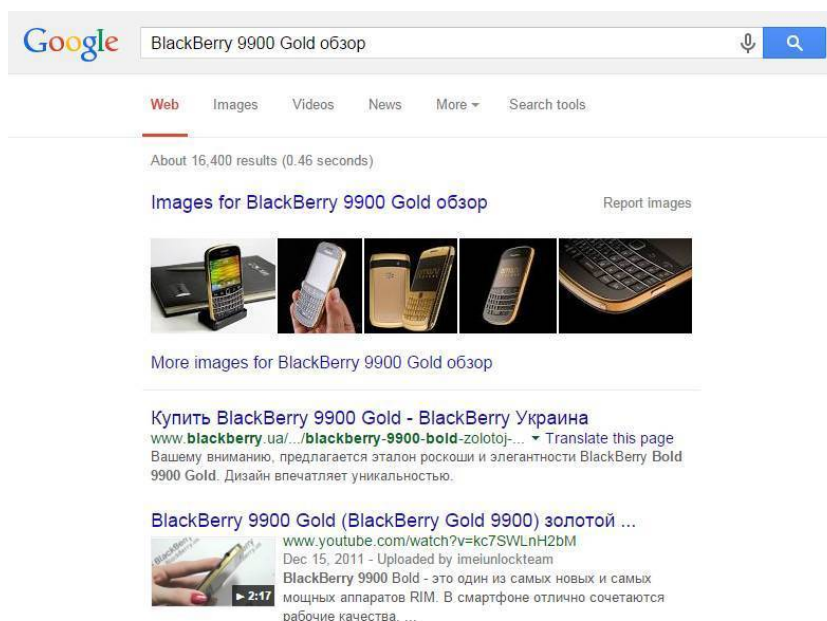 Google
BlackBerry 9900 Gold обзор
Web Images Videos News More Search tools
About 16,400 results (0.46 seconds)
Images for BlackBerry 9900 Gold обзор Report images
More images for BlackBerry 9900 Gold обзор
Купить BlackBerry 9900 Gold - BlackBerry Украина
www.blackberry.ua/.../blackberry-9900-bold-zolotoj-... Translate this page
Вашему вниманию, предлагается эталон роскоши и элегантности BlackBerry Bold
9900 Gold. Дизайн впечатляет уникальностью.
BlackBerry 9900 Gold (BlackBerry Gold 9900) золотой ...
www.youtube.com/watch?v=kc7SWLnH2bM
Dec 15, 2011 - Uploaded by imeiunlockteam
BlackBerry 9900 Bold - это один из самых новых и самых
2:17
мощных аппаратов RIM. В смартфоне отлично сочетаются
рабочие качества, ...